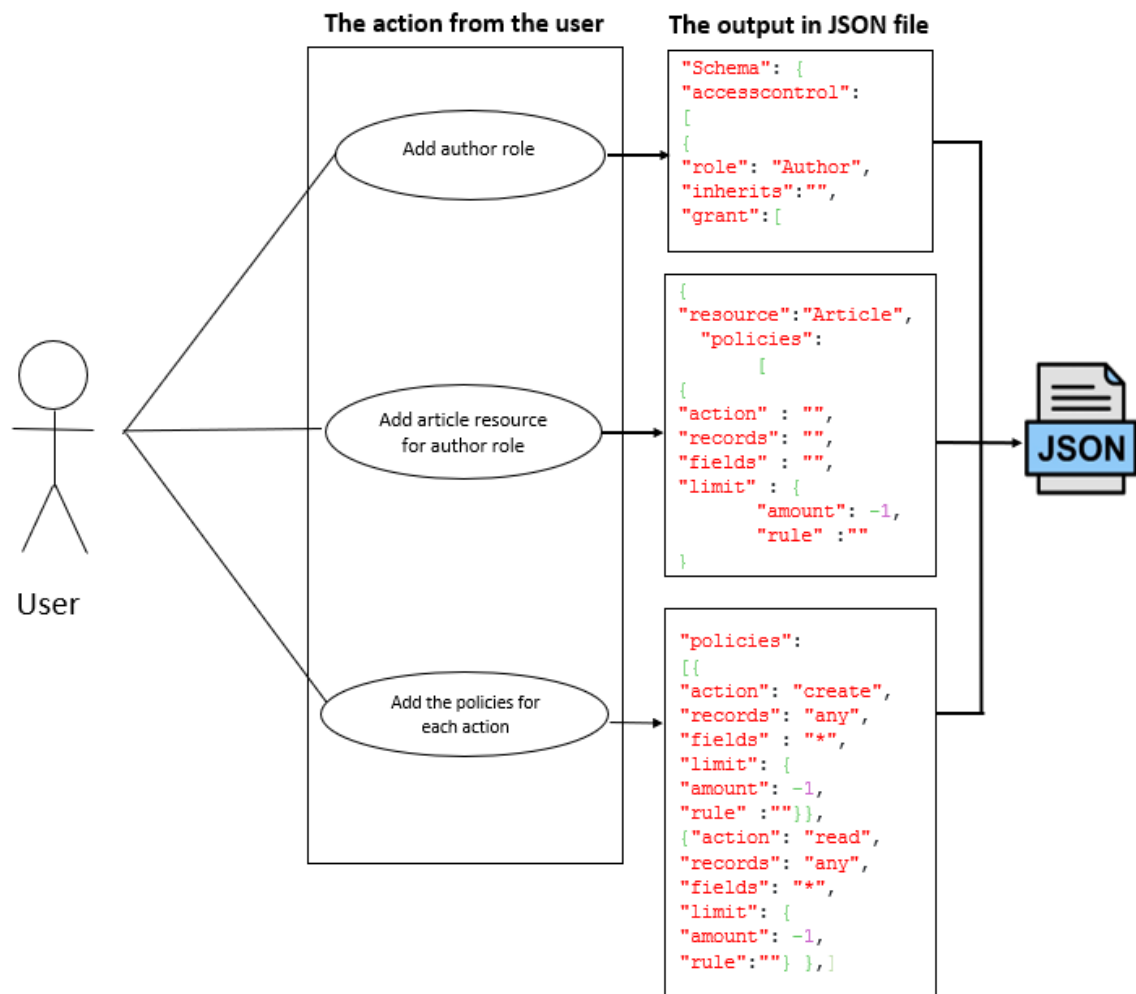 The action from the user
The output in JSON file
Add author role
"Schema": {
"accesscontrol":
[
{
"role": "Author",
"inherits":"",
"grant":[
Add article resource
for author role
{
"resource":"Article",
"policies":
[
{
"action" : "",
"records": "",
"fields" : "",
"limit" : {
"amount": -1,
"rule" :""
}
JSON
User
Add the policies for
each action
"policies":
[{
"action": "create",
"records": "any",
"fields" : "*",
"limit": {
"amount": -1,
"rule" :""}},
{"action": "read",
"records": "any",
"fields": "*",
"limit": {
"amount": -1,
"rule":""} },]